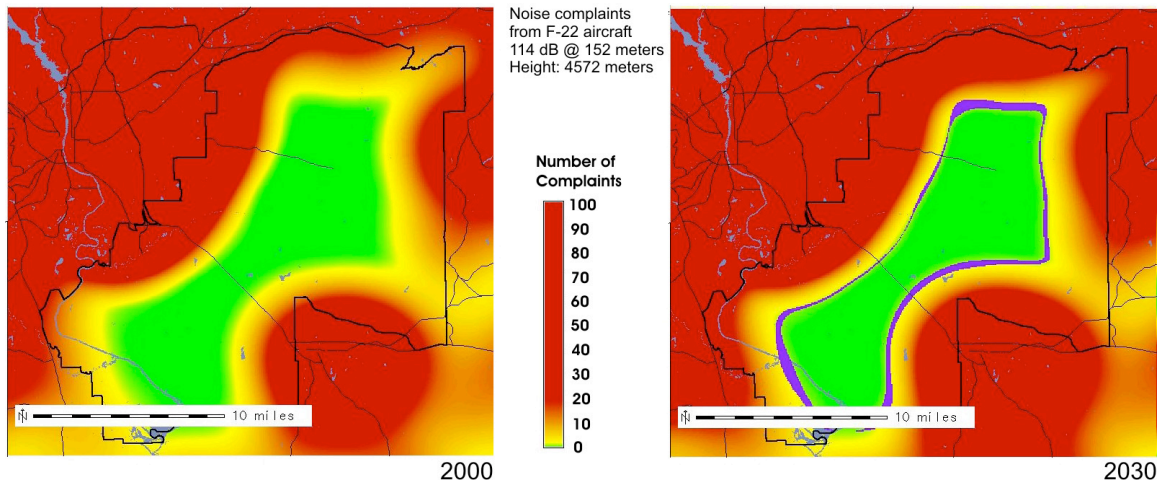 Noise complaints
from F-22 aircraft
114 dB @ 152 meters
Height: 4572 meters
Number of
Complaints
100
90
80
70
60
50
40
30
20
10
0
N
10 miles
2000
N
10 miles
2030